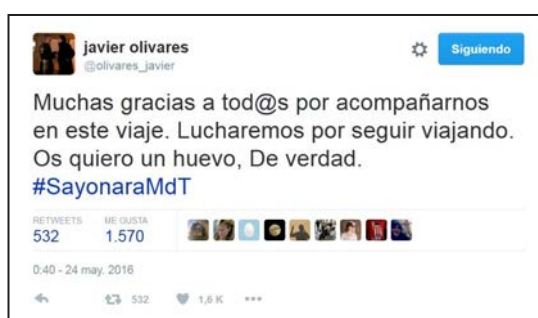 javier olivares
@olivares_javier
Siguiendo
Muchas gracias a tod@s por acompañarnos
en este viaje. Lucharemos por seguir viajando.
Os quiero un huevo, De verdad.
#SayonaraMdT
RETWEETS
532
ME GUSTA
1.570
0:40 - 24 may. 2016
532
1,6 K